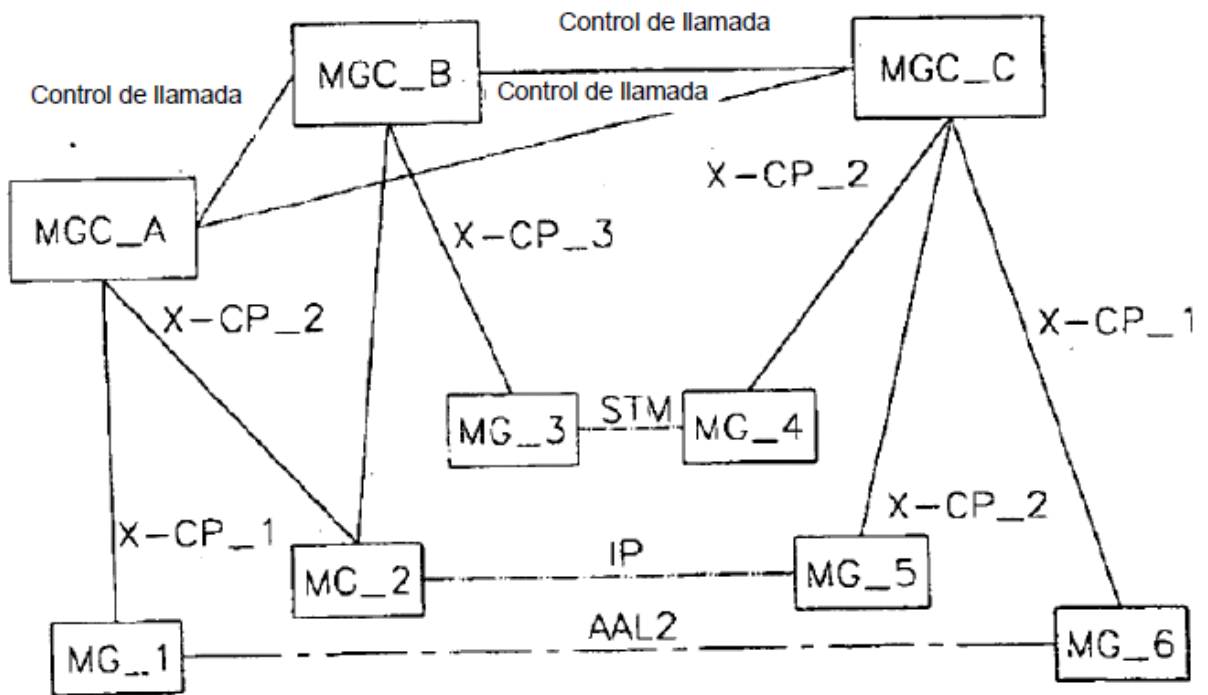 Control de llamada
MGC_B
MGC_C
Control de llamada
Control de llamada
X-CP_2
MGC_A
X-CP_3
X-CP_2
X-CP_1
MG_3
STM
MG_4
X-CP_1
X-CP_2
MC_2
IP
MG_5
MG_1
AAL2
MG_6